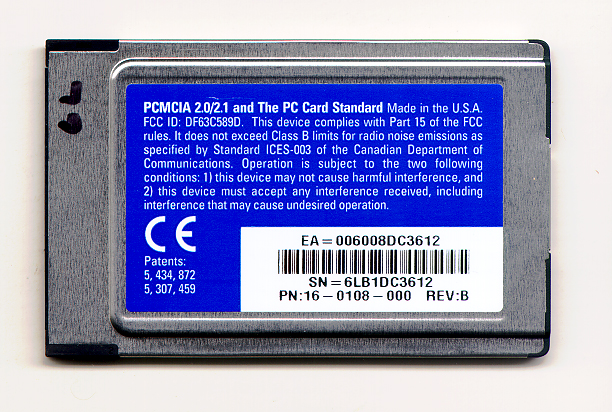 PCMCIA 2.0/2.1 and The PC Card Standard Made in the U.S.A.
FCC ID: DF63C589D. This device complies with Part 15 of the FCC
rules. It does not exceed Class B limits for radio noise emissions as
specified by Standard ICES-003 of the Canadian Department of
Communications. Operation is subject to the two following
conditions: 1) this device may not cause harmful interference, and
2) this device must accept any interference received, including
interference that may cause undesired operation.
CE
Patents:
5, 434, 872
5, 307, 459
EA = 006008DC3612
SN = 6LB1DC3612
PN:16-0108-000 REV:B